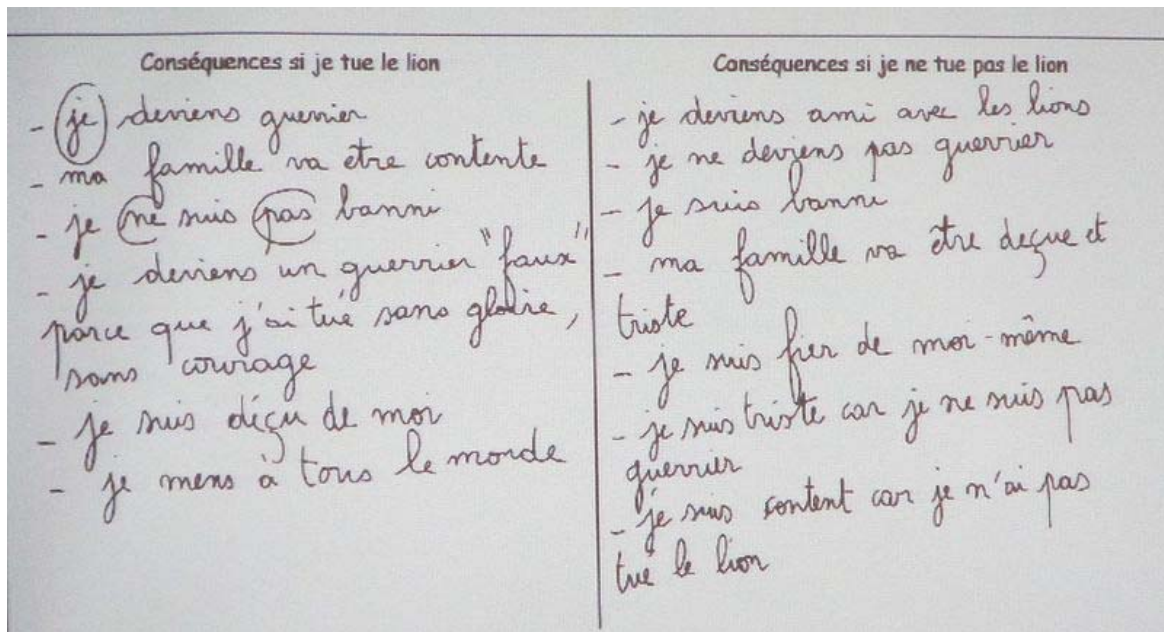 Conséquences si je tue le lion
- je deviens guerrier
- ma famille va être contente
- je ne suis pas banni
- je deviens un guerrier "faux"
parce que j'ai tué sans gloire,
sans courage
- je suis déçu de moi
- je mens à tous le monde
Conséquences si je ne tue pas le lion
- je deviens ami avec les lions
- je ne deviens pas guerrier
- je suis banni
- ma famille va être deçue et
triste
- je suis fier de moi-même
- je suis triste car je ne suis pas
guerrier
- je suis content car je n'ai pas
tué le lion